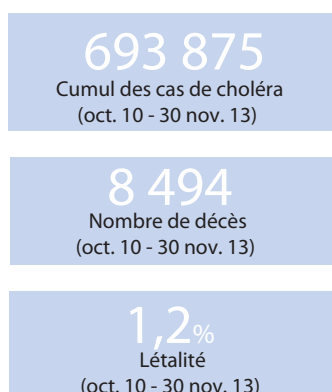 693 875
Cumul des cas de choléra
(oct. 10 - 30 nov. 13)
8 494
Nombre de décès
(oct. 10 - 30 nov. 13)
1,2%
Létalité
(oct. 10 - 30 nov. 13)